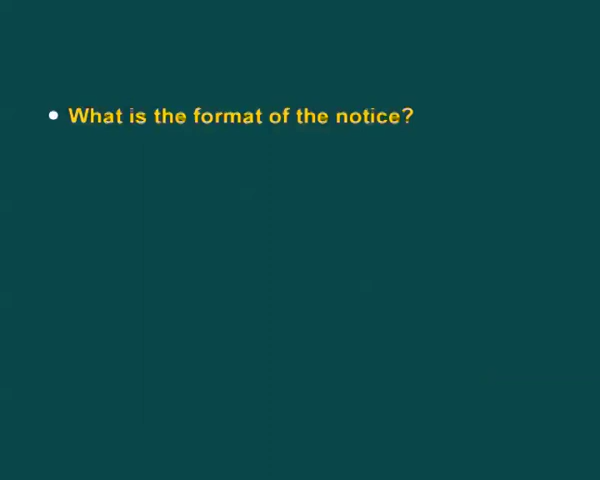 • What is the format of the notice?